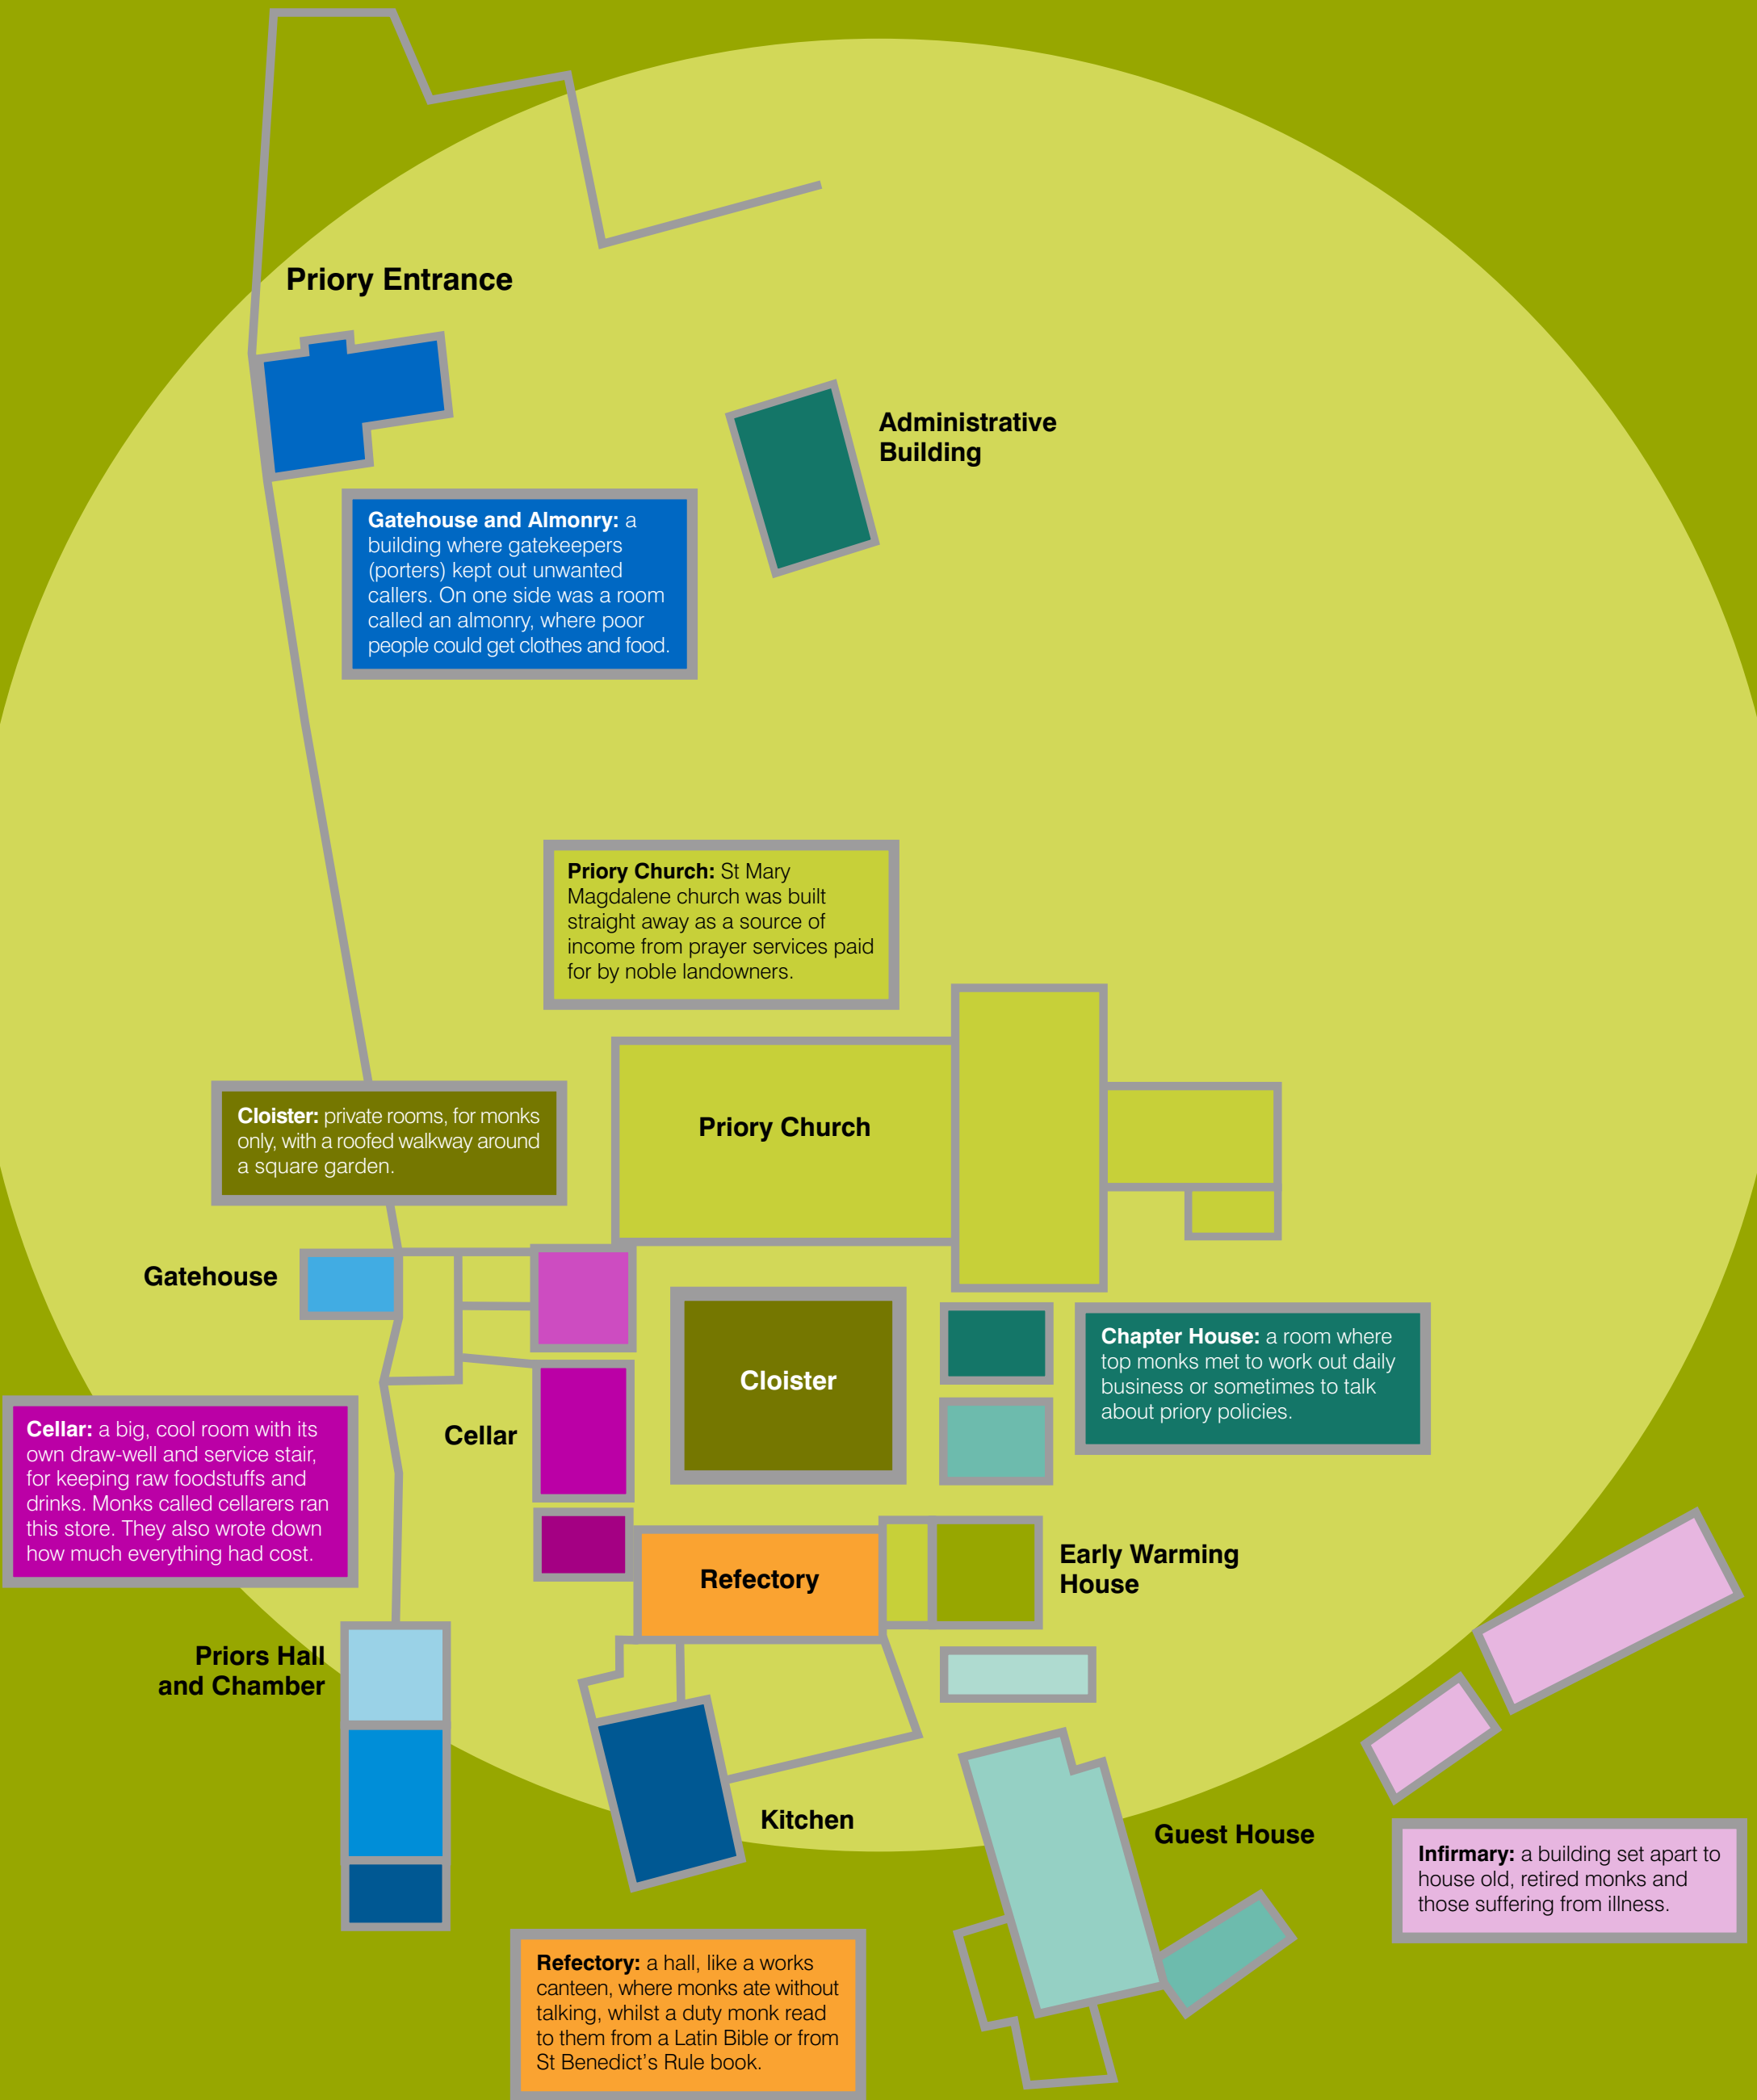 Priory Entrance
Administrative
Building
Gatehouse and Almonry: a
building where gatekeepers
(porters) kept out unwanted
callers. On one side was a room
called an almonry, where poor
people could get clothes and food.
Priory Church: St Mary
Magdalene church was built
straight away as a source of
income from prayer services paid
for by noble landowners.
Priory Church
Cloister: private rooms, for monks
only, with a roofed walkway around
a square garden.
Gatehouse
Cloister
Chapter House: a room where
top monks met to work out daily
business or sometimes to talk
about priory policies.
Cellar
Cellar: a big, cool room with its
own draw-well and service stair,
for keeping raw foodstuffs and
drinks. Monks called cellarers ran
this store. They also wrote down
how much everything had cost.
Refectory
Early Warming
House
Priors Hall
and Chamber
Kitchen
Guest House
Infirmary: a building set apart to
house old, retired monks and
those suffering from illness.
Refectory: a hall, like a works
canteen, where monks ate without
talking, whilst a duty monk read
to them from a Latin Bible or from
St Benedict's Rule book.